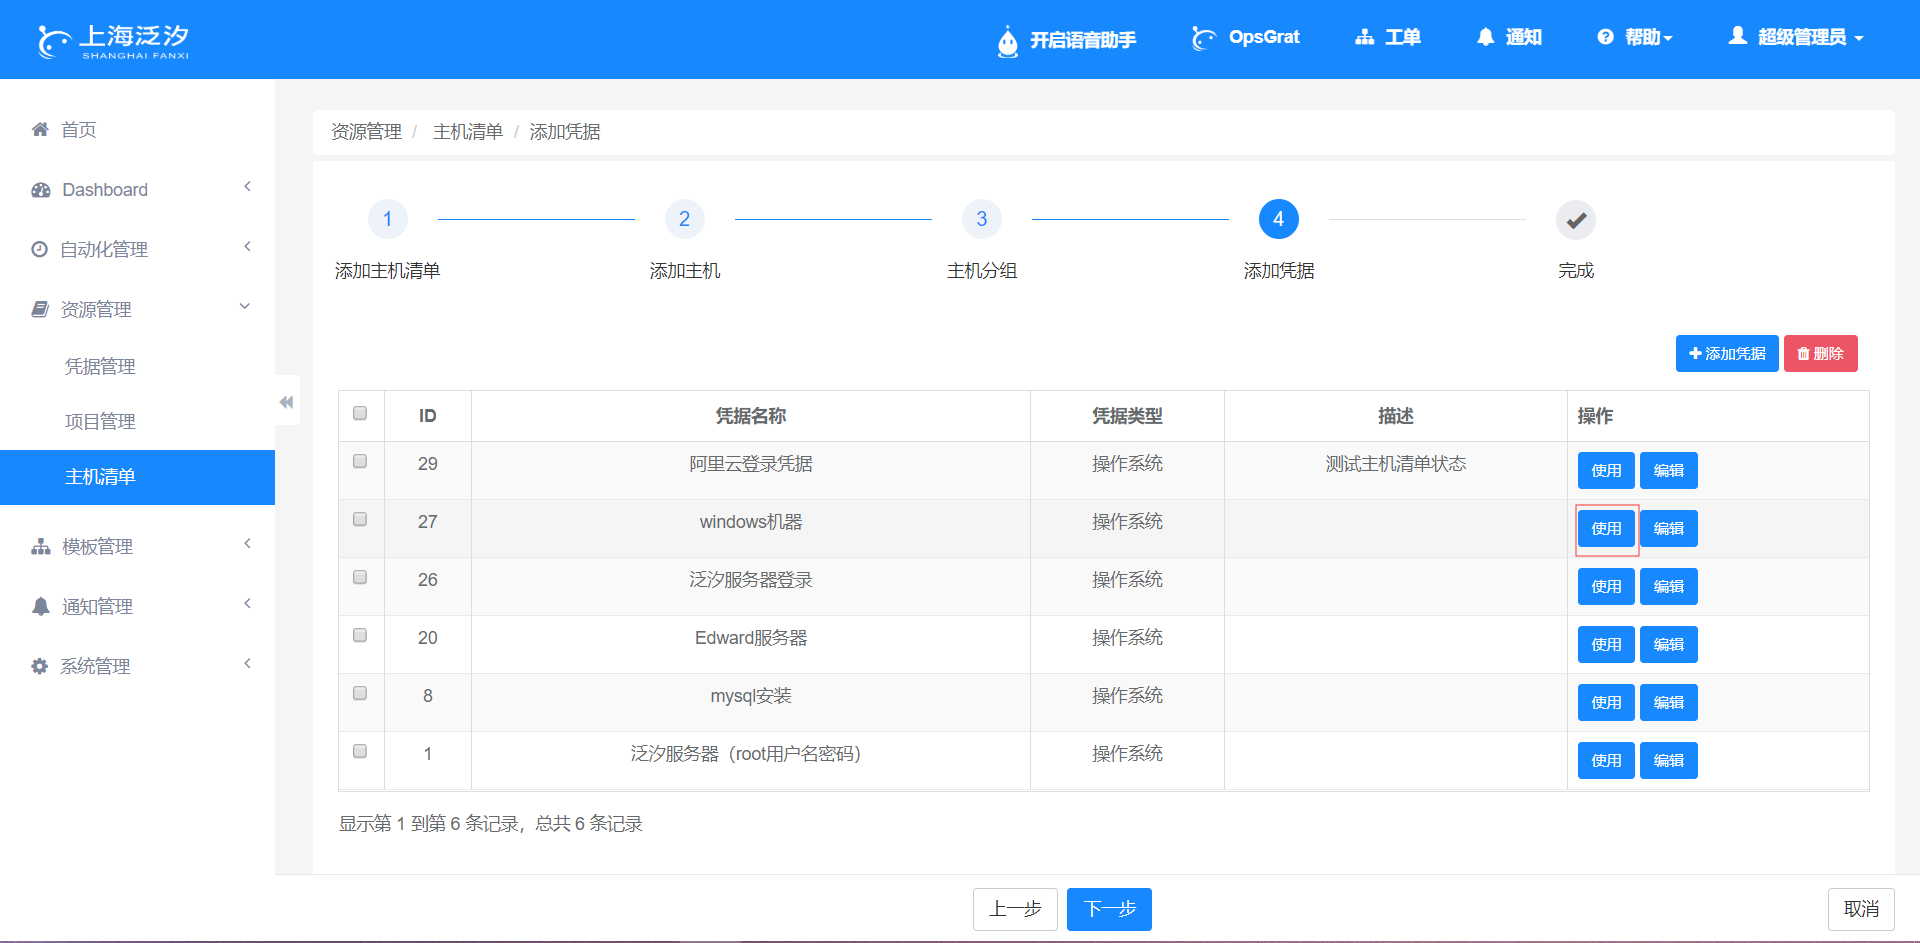 上海泛汐
SHANGHAI FANXI
开启语音助手
OpsGrat
工单
通知
帮助
超级管理员
首页
Dashboard
自动化管理
资源管理
凭据管理
项目管理
主机清单
模板管理
通知管理
系统管理
资源管理 / 主机清单 / 添加凭据
1 2 3 4
添加主机清单 添加主机 主机分组 添加凭据 完成
添加凭据 删除
ID 凭据名称 凭据类型 描述 操作
29 阿里云登录凭据 操作系统 测试主机清单状态 使用 编辑
27 windows机器 操作系统 使用 编辑
26 泛汐服务器登录 操作系统 使用 编辑
20 Edward服务器 操作系统 使用 编辑
8 mysql安装 操作系统 使用 编辑
1 泛汐服务器（root用户名密码） 操作系统 使用 编辑
显示第 1 到第 6 条记录，总共 6 条记录
上一步 下一步 取消